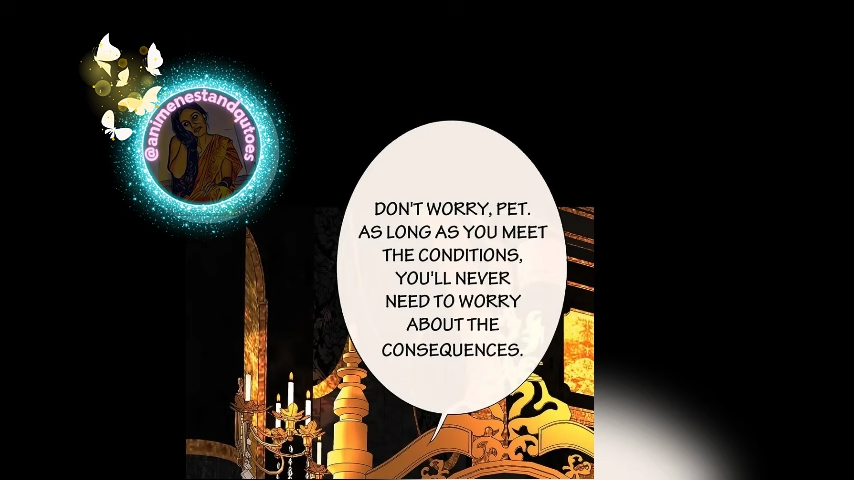 @animenestandqutoes
DON'T WORRY, PET.
AS LONG AS YOU MEET
THE CONDITIONS,
YOU'LL NEVER
NEED TO WORRY
ABOUT THE
CONSEQUENCES.